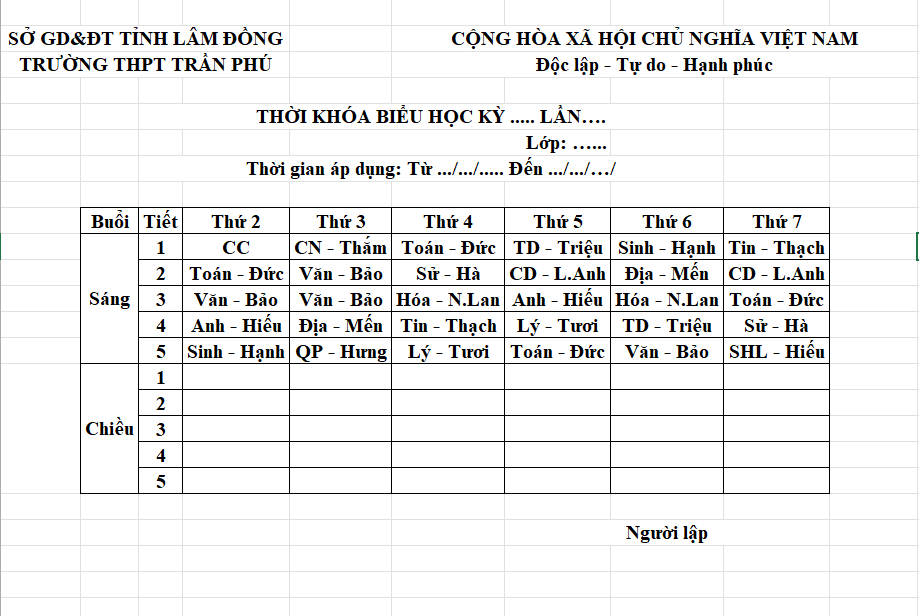 SỞ GD&ĐT TỈNH LÂM ĐỒNG CỘNG HÒA XÃ HỘI CHỦ NGHĨA VIỆT NAM
TRƯỜNG THPT TRẦN PHÚ Độc lập - Tự do - Hạnh phúc
THỜI KHÓA BIỂU HỌC KỲ ..... LẦN….
Lớp: …...
Thời gian áp dụng: Từ .../.../..... Đến .../.../…/
Buổi Tiết Thứ 2 Thứ 3 Thứ 4 Thứ 5 Thứ 6 Thứ 7
1 CC CN - Thắm Toán - Đức TD - Triệu Sinh - Hạnh Tin - Thạch
2 Toán - Đức Văn - Bảo Sử - Hà CD - L.Anh Địa - Mến CD - L.Anh
Sáng 3 Văn - Bảo Văn - Bảo Hóa - N.Lan Anh - Hiếu Hóa - N.Lan Toán - Đức
4 Anh - Hiếu Địa - Mến Tin - Thạch Lý - Tươi TD - Triệu Sử - Hà
5 Sinh - Hạnh QP - Hưng Lý - Tươi Toán - Đức Văn - Bảo SHL - Hiếu
1
2
Chiều 3
4
5
Người lập